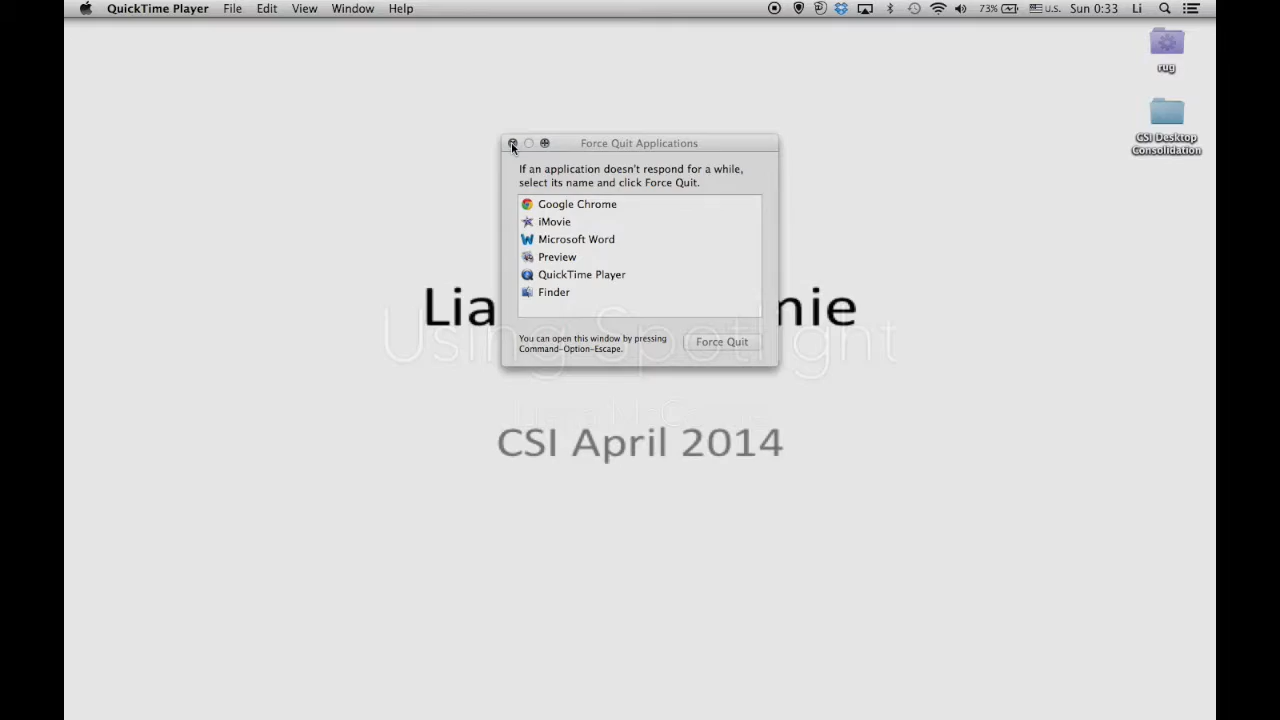 QuickTime Player File Edit View Window Help 73% U.S. Sun 0:33 Li
rug
CSI Desktop
Consolidation
Force Quit Applications
If an application doesn't respond for a while,
select its name and click Force Quit.
Google Chrome
iMovie
Microsoft Word
Preview
QuickTime Player
Finder
You can open this window by pressing
Command-Option-Escape.
Force Quit
Using Spotlight
CSI April 2014